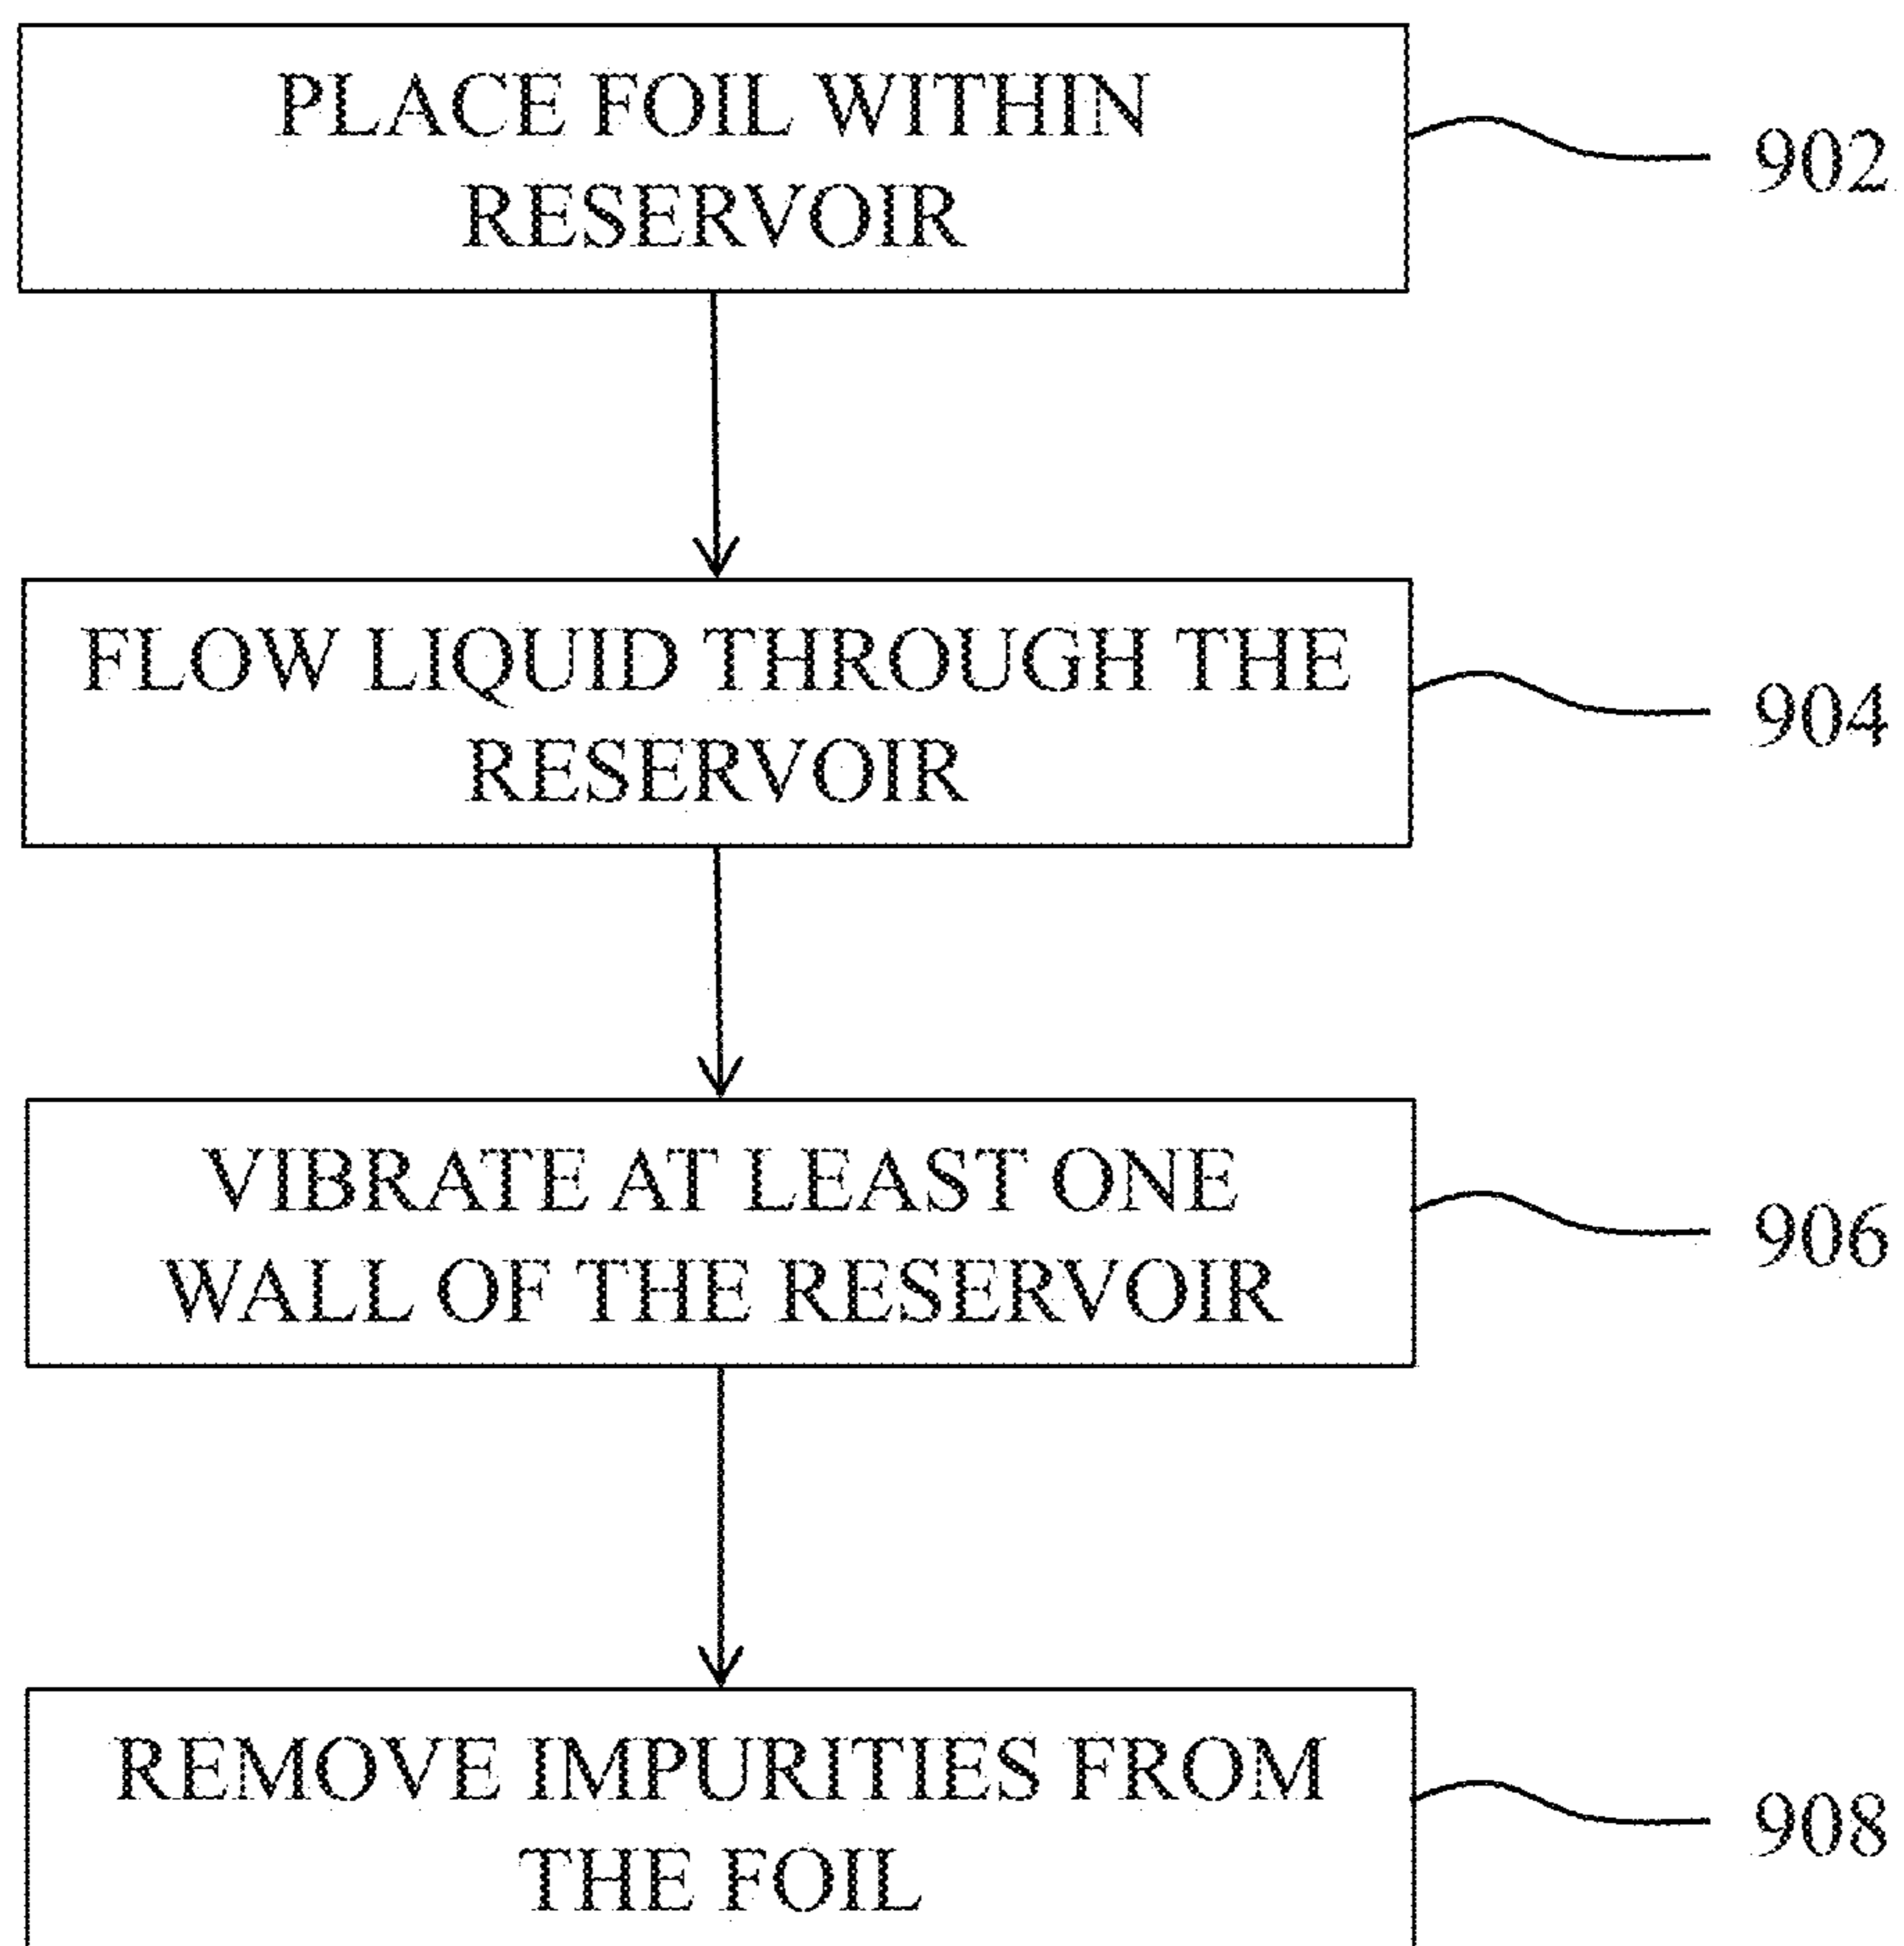 PLACE FOIL WITHIN
RESERVOIR
902
FLOW LIQUID THROUGH THE
RESERVOIR
904
VIBRATE AT LEAST ONE
WALL OF THE RESERVOIR
906
REMOVE IMPURITIES FROM
THE FOIL
908